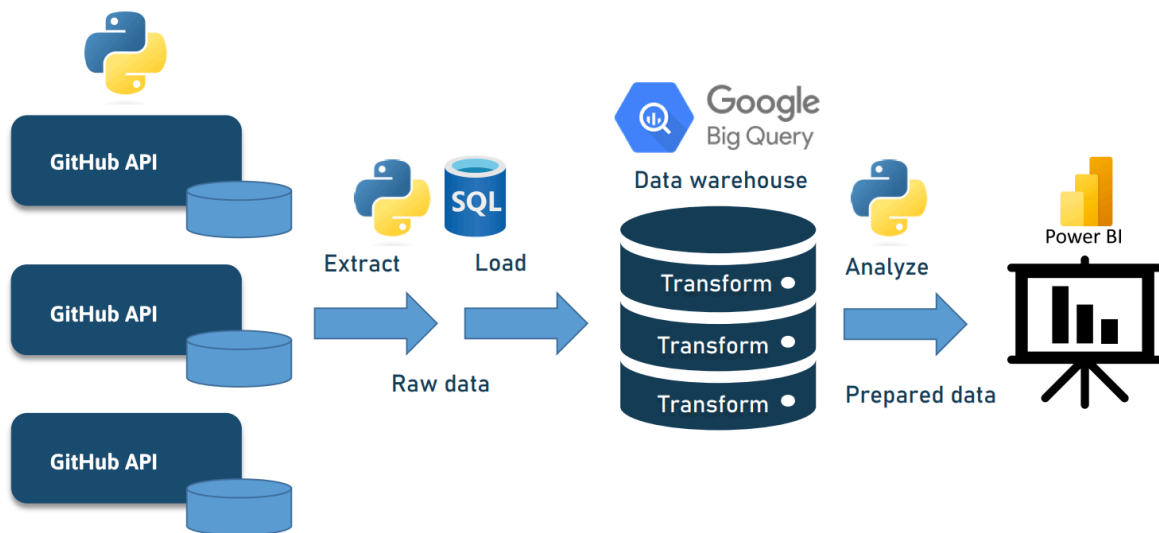 GitHub API
GitHub API
GitHub API
SQL
Extract
Load
Raw data
Google
Big Query
Data warehouse
Transform
Transform
Transform
Analyze
Prepared data
Power BI